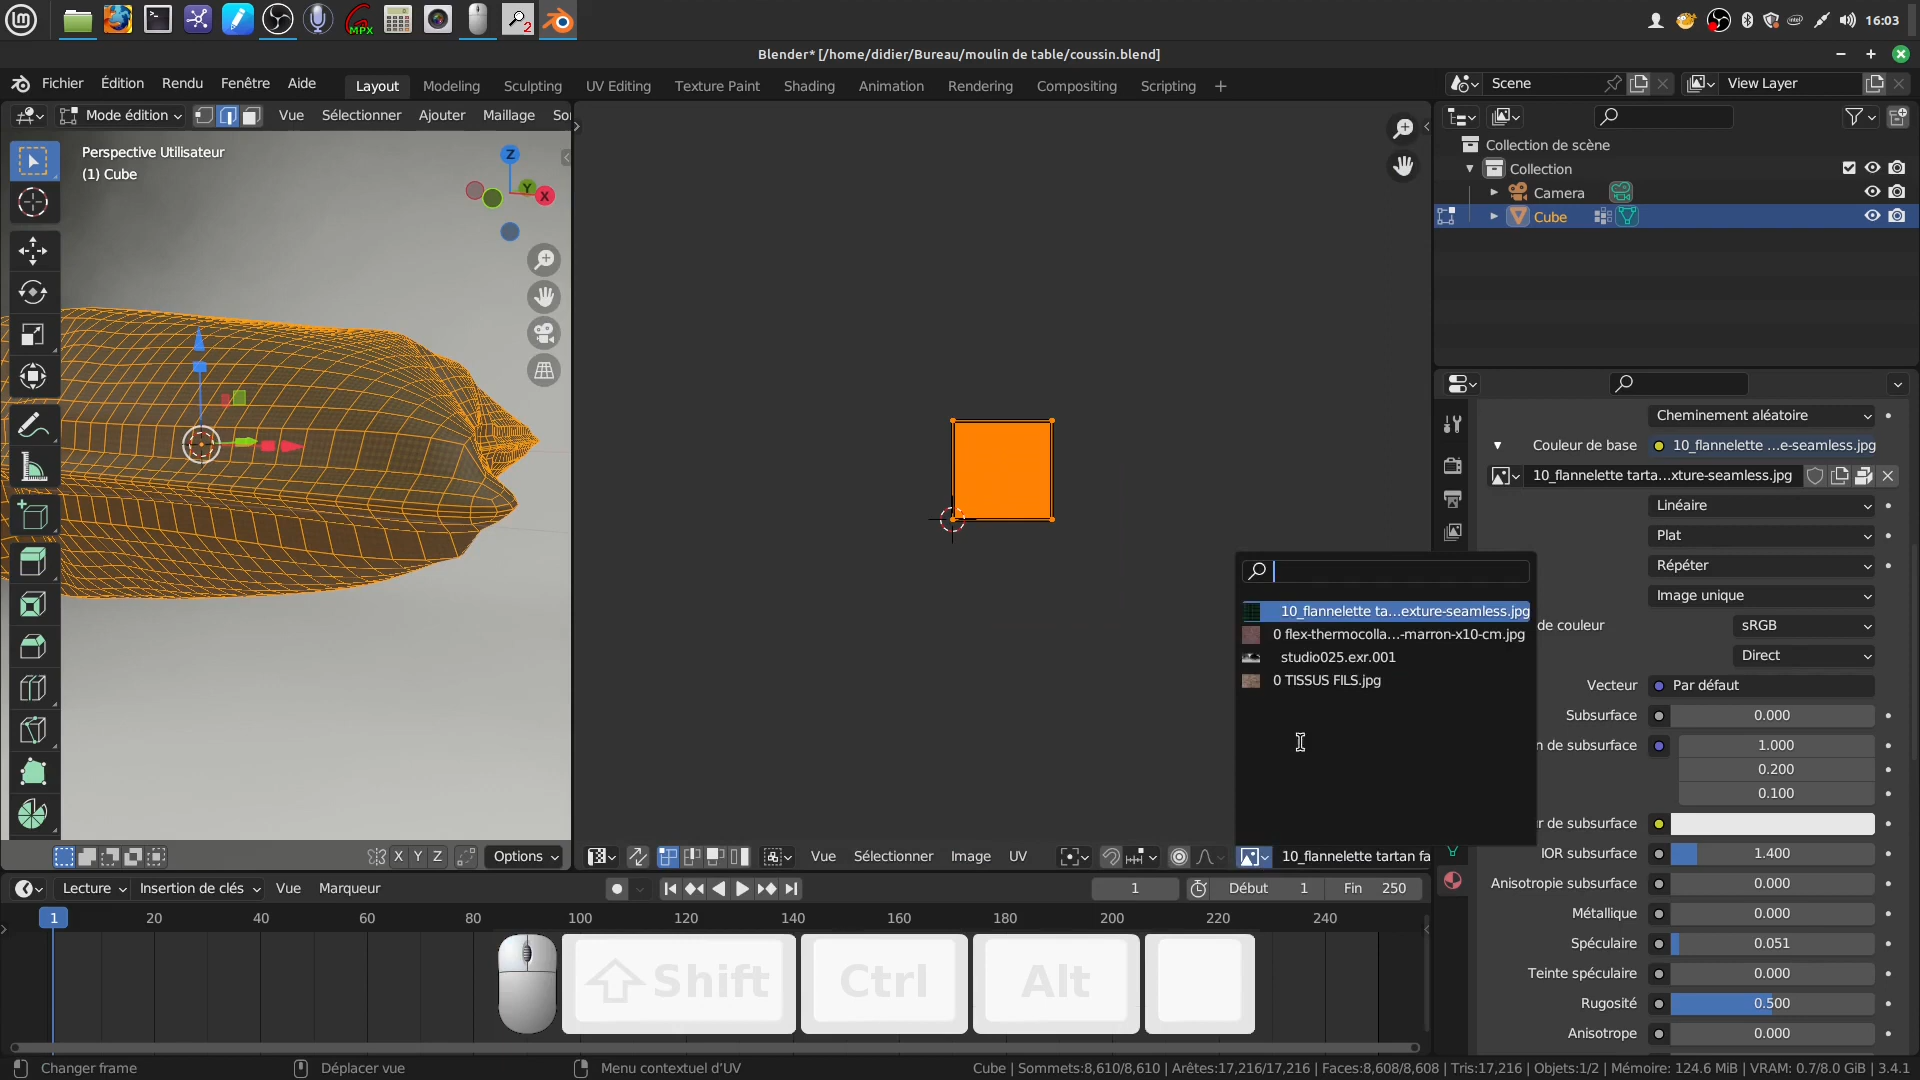 MPX
2
16:03
Blender* [/home/didier/Bureau/moulin de table/coussin.blend]
Fichier Édition Rendu Fenêtre Aide
Layout Modeling Sculpting UV Editing Texture Paint Shading Animation Rendering Compositing Scripting +
Scene
View Layer
Mode édition
Vue Sélectionner Ajouter Maillage So
Perspective Utilisateur
(1) Cube
Z
Y
X
Collection de scène
Collection
Camera
Cube
Cheminement aléatoire
Couleur de base
10_flannelette ...e-seamless.jpg
10_flannelette tarta...xture-seamless.jpg
Linéaire
Plat
Répéter
Image unique
de couleur
sRGB
Direct
Vecteur
Par défaut
Subsurface
0.000
n de subsurface
1.000
0.200
0.100
r de subsurface
IOR subsurface
1.400
Anisotropie subsurface
0.000
Métallique
0.000
Spéculaire
0.051
Teinte spéculaire
0.000
Rugosité
0.500
Anisotrope
0.000
10_flannelette ta...exture-seamless.jpg
0 flex-thermocolla...-marron-x10-cm.jpg
studio025.exr.001
0 TISSUS FILS.jpg
X Y Z
Options
Vue Sélectionner Image UV
10_flannelette tartan fa
Lecture Insertion de clés Vue Marqueur
1
Début 1
Fin 250
1 20 40 60 80 100 120 140 160 180 200 220 240
Shift Ctrl Alt
Changer frame
Déplacer vue
Menu contextuel d'UV
Cube | Sommets:8,610/8,610 | Arêtes:17,216/17,216 | Faces:8,608/8,608 | Tris:17,216 | Objets:1/2 | Mémoire: 124.6 MiB | VRAM: 0.7/8.0 GiB | 3.4.1